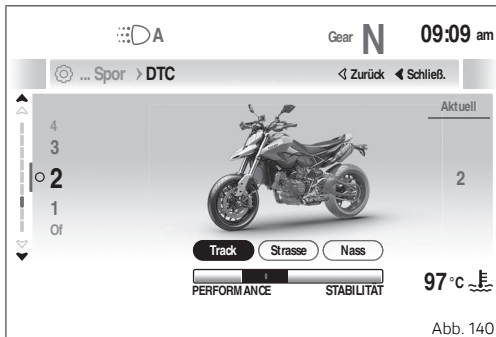 A Gear N 09:09 am
... Spor > DTC Zurück Schließ.
Aktuell
4
3
2 2
1
Of
Track Strasse Nass
PERFORMANCE STABILITÄT
97 °C
Abb. 140